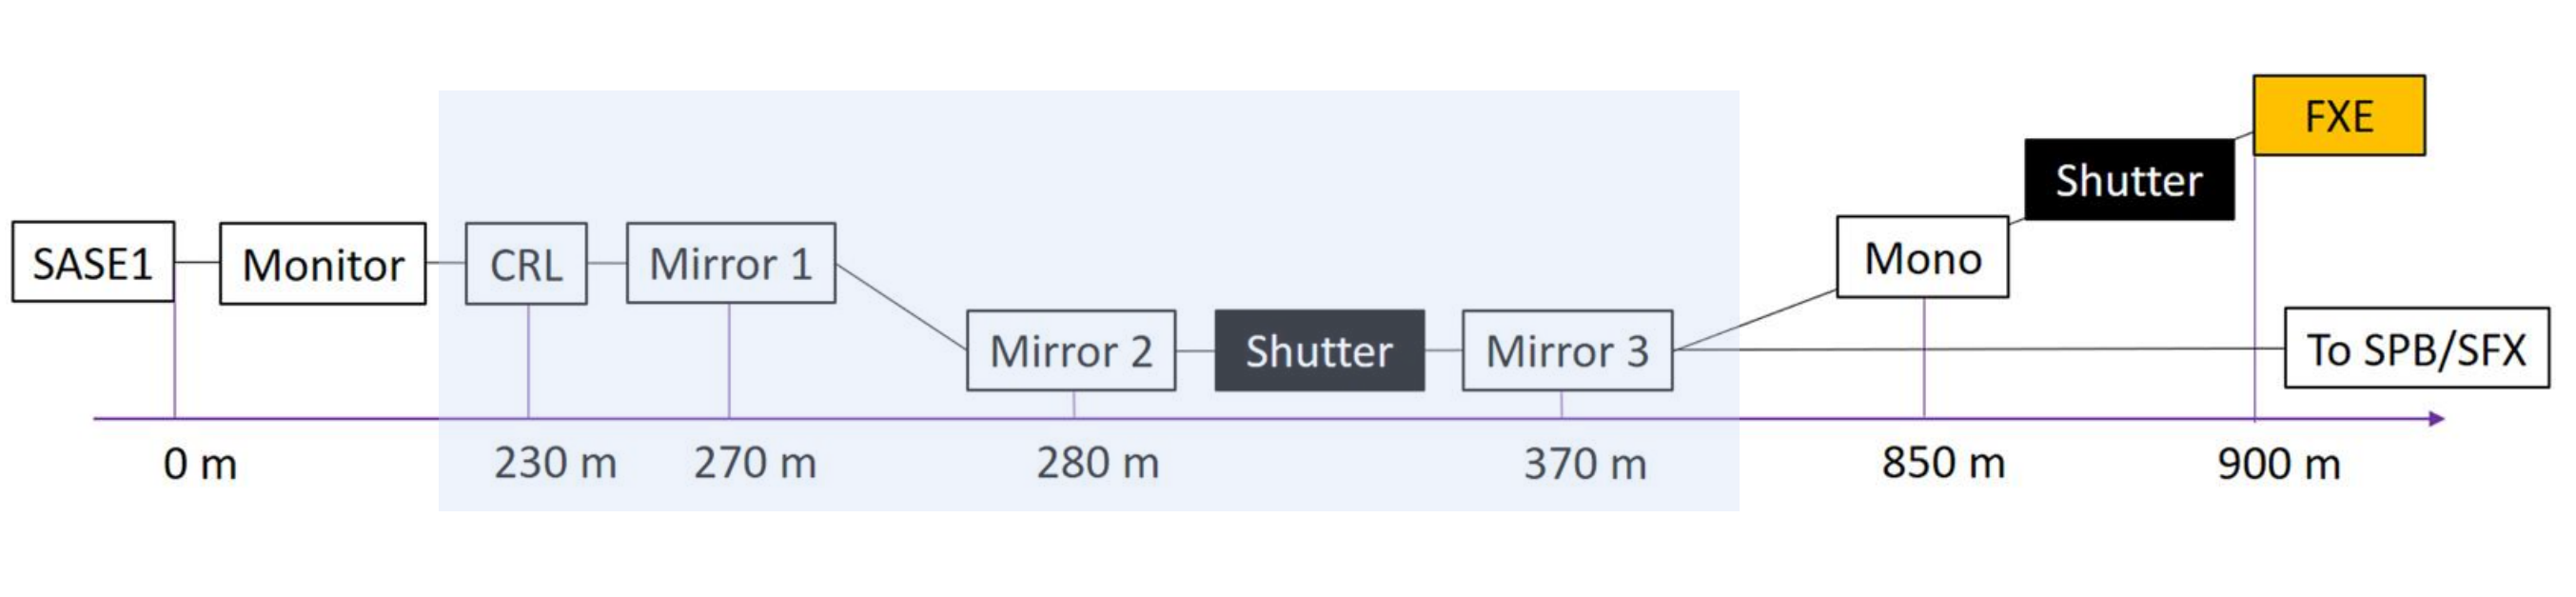 FXE
Shutter
SASE1
Monitor
CRL
Mirror 1
Mono
Mirror 2
Shutter
Mirror 3
To SPB/SFX
0 m
230 m
270 m
280 m
370 m
850 m
900 m